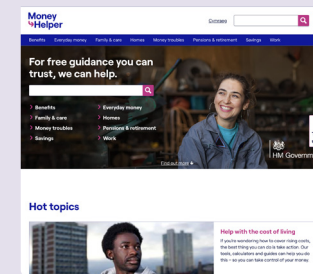 Money
Helper
Cymraeg
Benefits Everyday money Family & care Homes Money troubles Pensions & retirement Savings Work
For free guidance you can
trust, we can help.
Benefits
Everyday money
Family & care
Homes
Money troubles
Pensions & retirement
Savings
Work
HM Governm
Find out more
Hot topics
Help with the cost of living
If you're wondering how to cover rising costs,
the best thing you can do is take action. Our
tools, calculators and guides can help you do
this – so you can take control of your money.